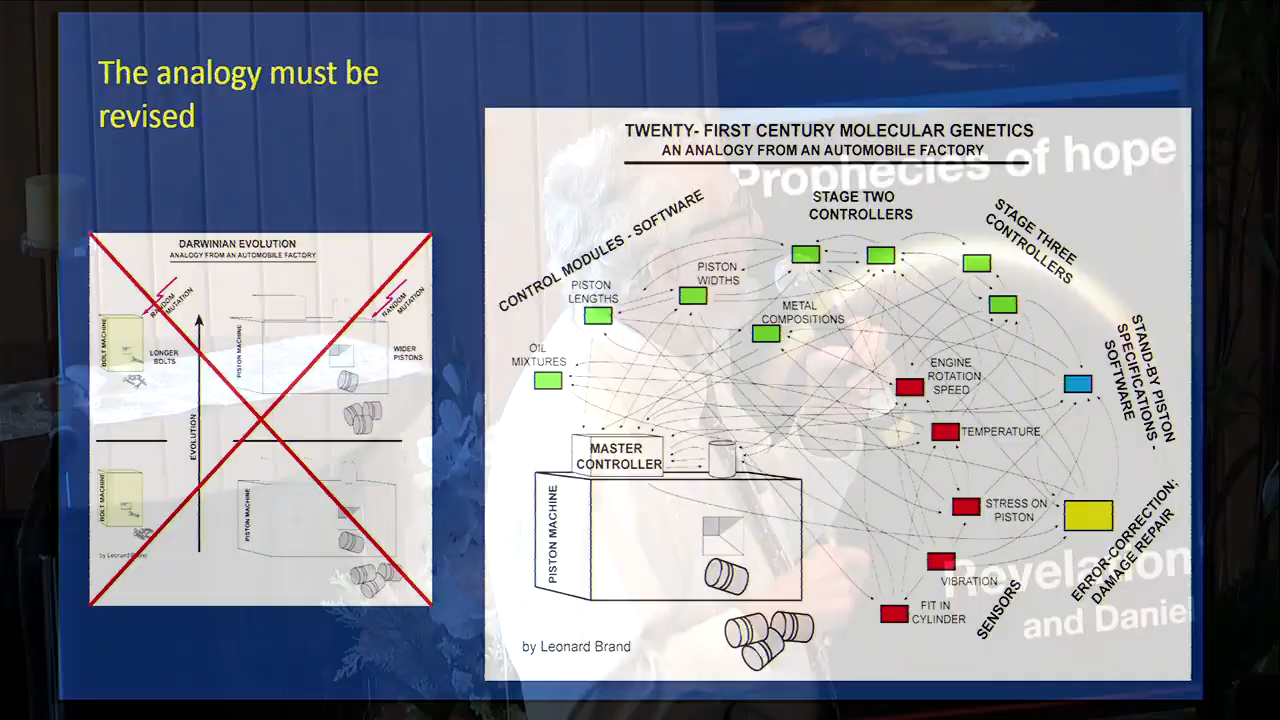 The analogy must be
revised
DARWINIAN EVOLUTION
ANALOGY FROM AN AUTOMOBILE FACTORY
RANDOM
MUTATION
RANDOM
MUTATION
BOLT MACHINE
LONGER
BOLTS
PISTON MACHINE
WIDER
PISTONS
EVOLUTION
BOLT MACHINE
PISTON MACHINE
by Leonard Brand
TWENTY- FIRST CENTURY MOLECULAR GENETICS
AN ANALOGY FROM AN AUTOMOBILE FACTORY
Prophecies of hope
CONTROL MODULES - SOFTWARE
STAGE TWO
CONTROLLERS
STAGE THREE
CONTROLLERS
PISTON
LENGTHS
PISTON
WIDTHS
METAL
COMPOSITIONS
OIL
MIXTURES
STAND-BY PISTON
SPECIFICATIONS -
SOFTWARE
ENGINE
ROTATION
SPEED
TEMPERATURE
MASTER
CONTROLLER
PISTON MACHINE
STRESS ON
PISTON
ERROR-CORRECTION;
DAMAGE REPAIR
VIBRATION
FIT IN
CYLINDER
SENSORS
Revelation
and Daniel
by Leonard Brand